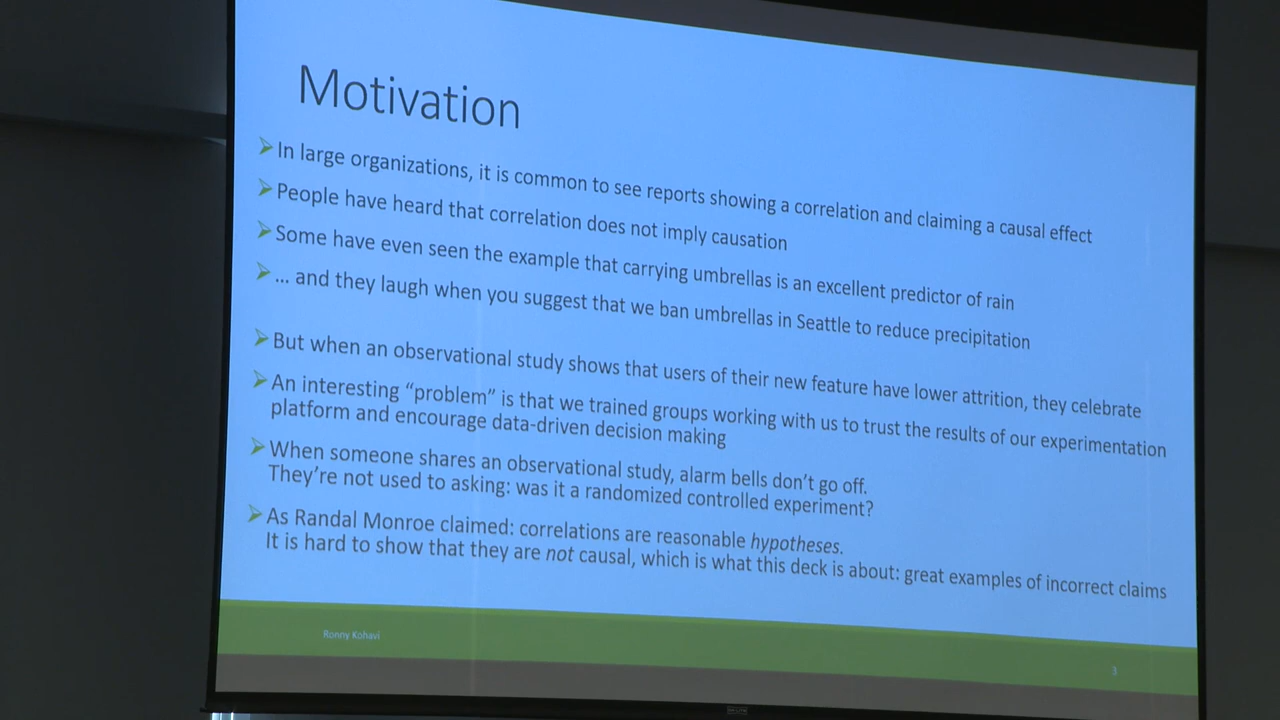 Motivation
In large organizations, it is common to see reports showing a correlation and claiming a causal effect
People have heard that correlation does not imply causation
Some have even seen the example that carrying umbrellas is an excellent predictor of rain
... and they laugh when you suggest that we ban umbrellas in Seattle to reduce precipitation
But when an observational study shows that users of their new feature have lower attrition, they celebrate
An interesting “problem” is that we trained groups working with us to trust the results of our experimentation
platform and encourage data-driven decision making
When someone shares an observational study, alarm bells don’t go off.
They’re not used to asking: was it a randomized controlled experiment?
As Randal Monroe claimed: correlations are reasonable hypotheses.
It is hard to show that they are not causal, which is what this deck is about: great examples of incorrect claims
Ronny Kohavi
3